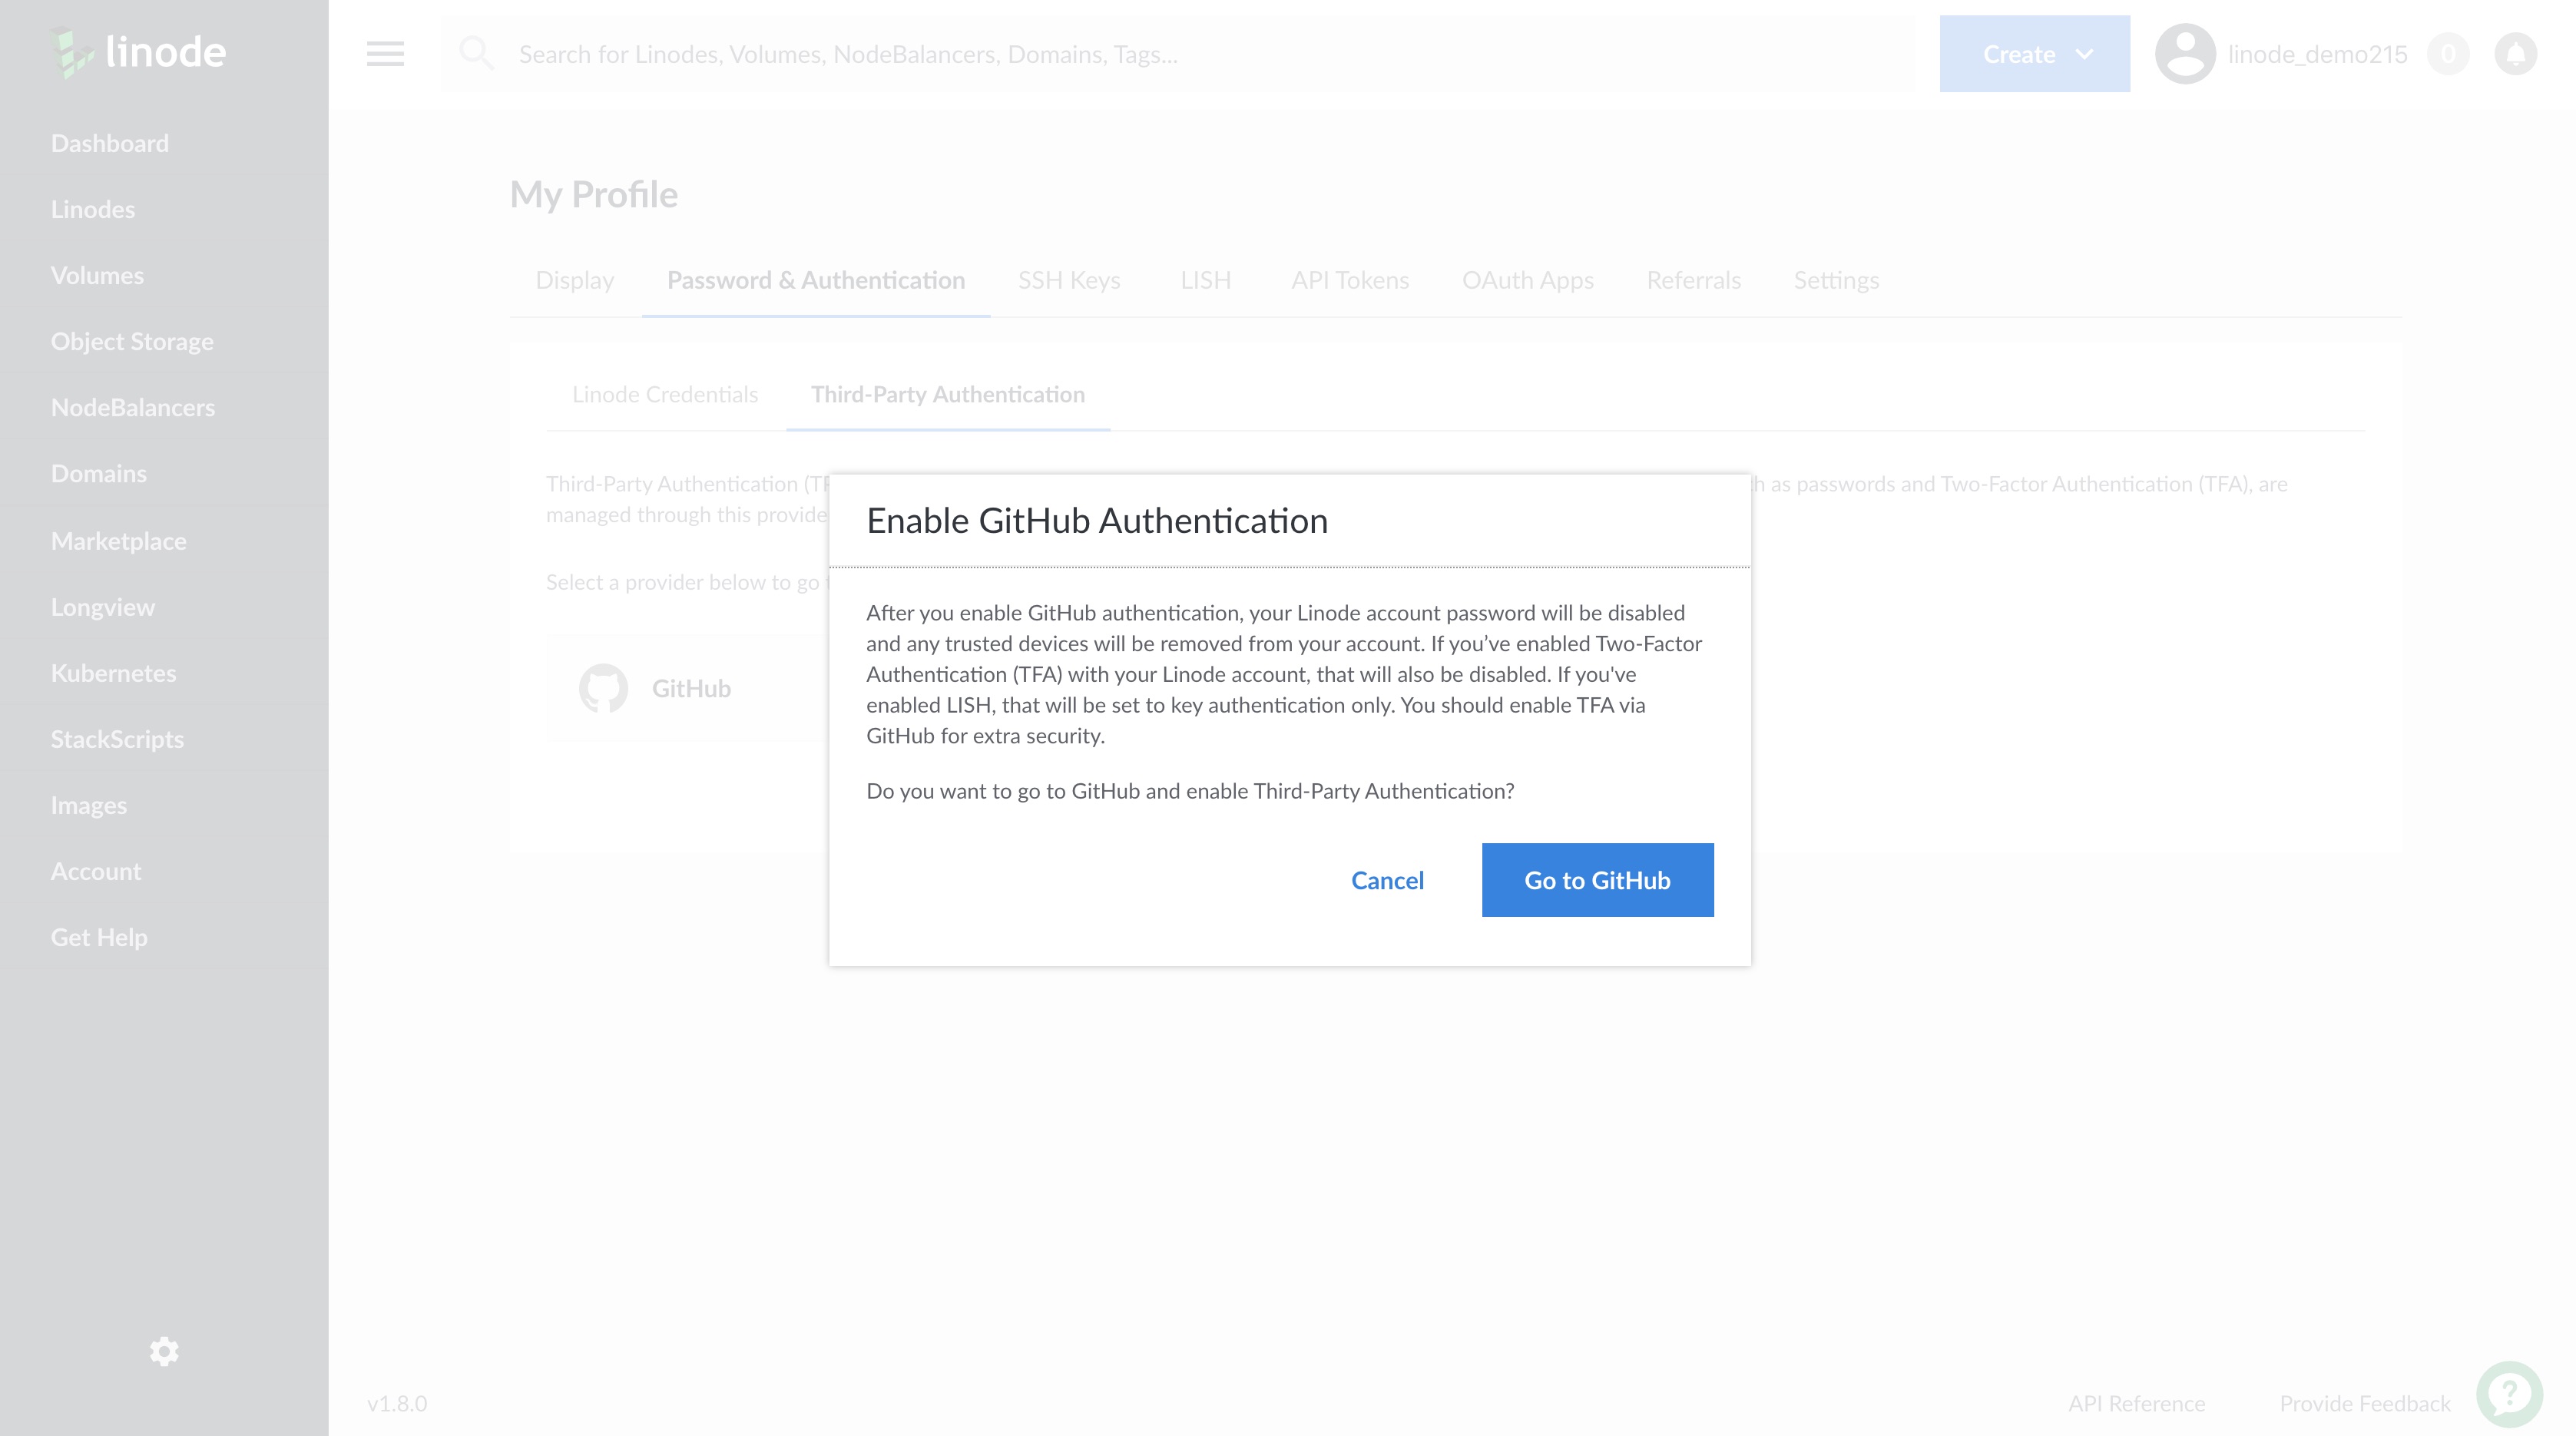 linode
Search for Linodes, Volumes, NodeBalancers, Domains, Tags...
Create
linode_demo215
0
Dashboard
Linodes
Volumes
Object Storage
NodeBalancers
Domains
Marketplace
Longview
Kubernetes
StackScripts
Images
Account
Get Help
My Profile
Display
Password & Authentication
SSH Keys
LISH
API Tokens
OAuth Apps
Referrals
Settings
Linode Credentials
Third-Party Authentication
Third-Party Authentication
as passwords and Two-Factor Authentication (TFA), are
managed through this
Select a provider below to go
GitHub
Enable GitHub Authentication
After you enable GitHub authentication, your Linode account password will be disabled
and any trusted devices will be removed from your account. If you’ve enabled Two-Factor
Authentication (TFA) with your Linode account, that will also be disabled. If you've
enabled LISH, that will be set to key authentication only. You should enable TFA via
GitHub for extra security.
Do you want to go to GitHub and enable Third-Party Authentication?
Cancel
Go to GitHub
v1.8.0
API Reference
Provide Feedback
?